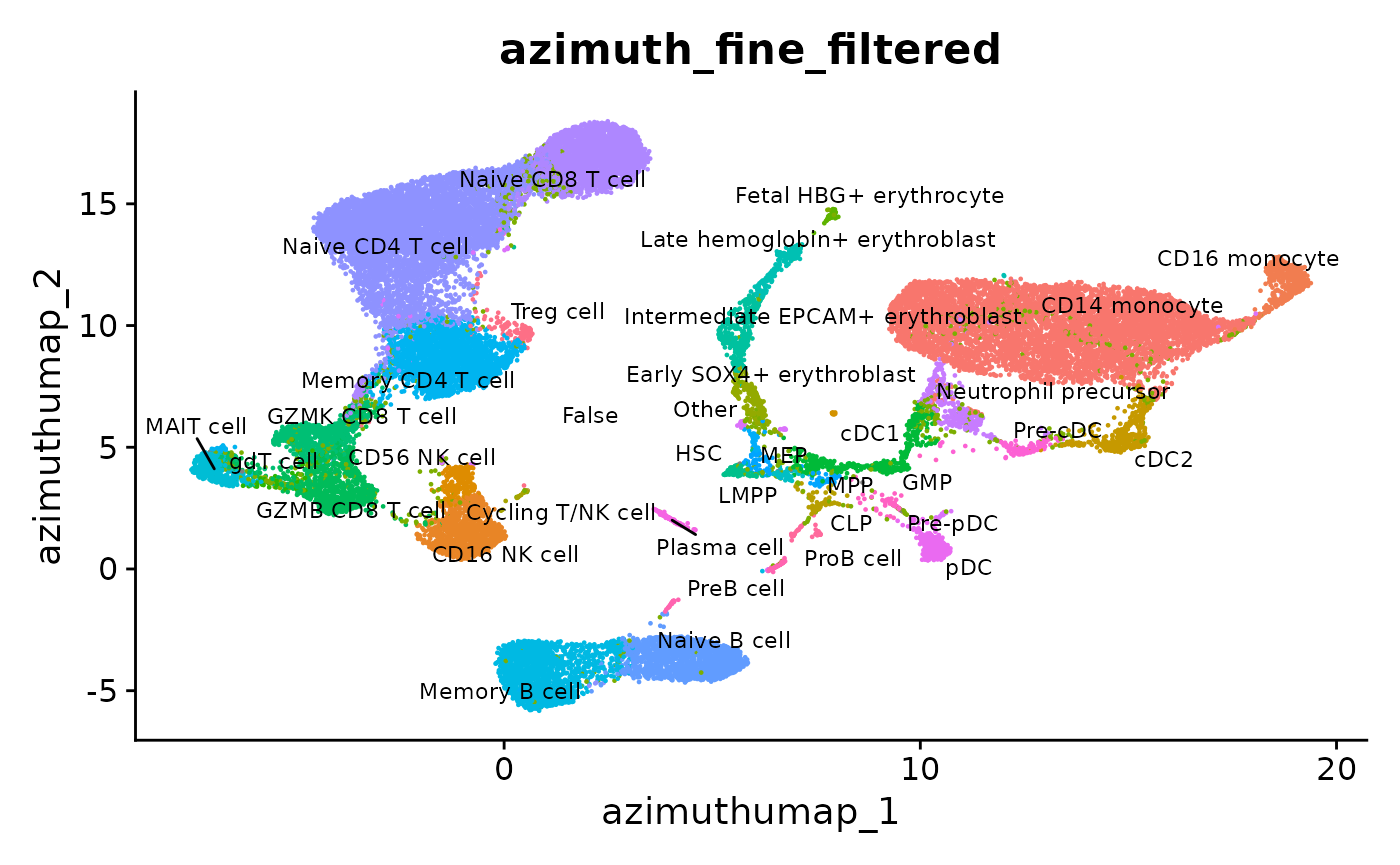 azimuth_fine_filtered
azimuthumap_2
15
10
5
0
-5
Naive CD8 T cell
Fetal HBG+ erythrocyte
Naive CD4 T cell
Late hemoglobin+ erythroblast
CD16 monocyte
CD14 monocyte
Treg cell
Intermediate EPCAM+ erythroblast
Memory CD4 T cell
Early SOX4+ erythroblast
Neutrophil precursor
GZMK CD8 T cell
False
Other
MAIT cell
cDC1
Pre-cDC
gdT cell
CD56 NK cell
HSC
MEP
cDC2
LMPP
MPP
GMP
GZMB CD8 T cell
Cycling T/NK cell
CLP
Pre-pDC
CD16 NK cell
Plasma cell
ProB cell
pDC
PreB cell
Naive B cell
Memory B cell
0
10
20
azimuthumap_1